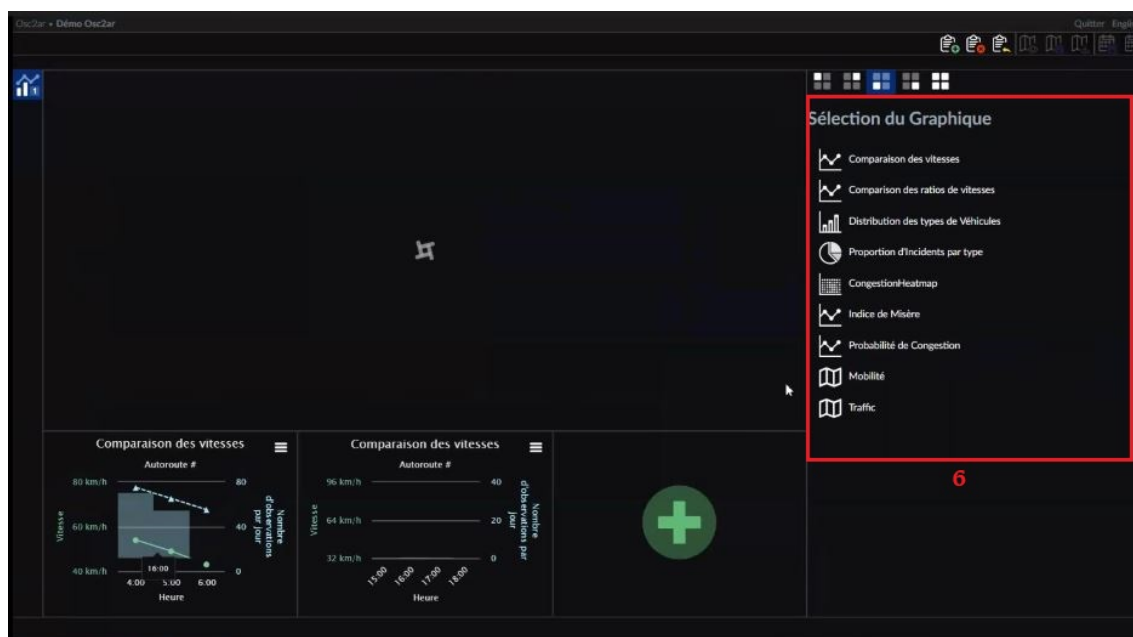 Osc2ar • Démo Osc2ar
Quitter Engli
1
Sélection du Graphique
Comparaison des vitesses
Comparison des ratios de vitesses
Distribution des types de Véhicules
Proportion d'Incidents par type
CongestionHeatmap
Indice de Misère
Probabilité de Congestion
Mobilité
Traffic
6
Comparaison des vitesses
Autoroute #
80 km/h
60 km/h
40 km/h
Vitesse
80
40
0
Nombre
d'observations
par jour
16:00
4:00 5:00 6:00
Heure
Comparaison des vitesses
Autoroute #
96 km/h
64 km/h
32 km/h
Vitesse
40
20
0
Nombre
d'observations par
jour
15:00 16:00 17:00 18:00
Heure